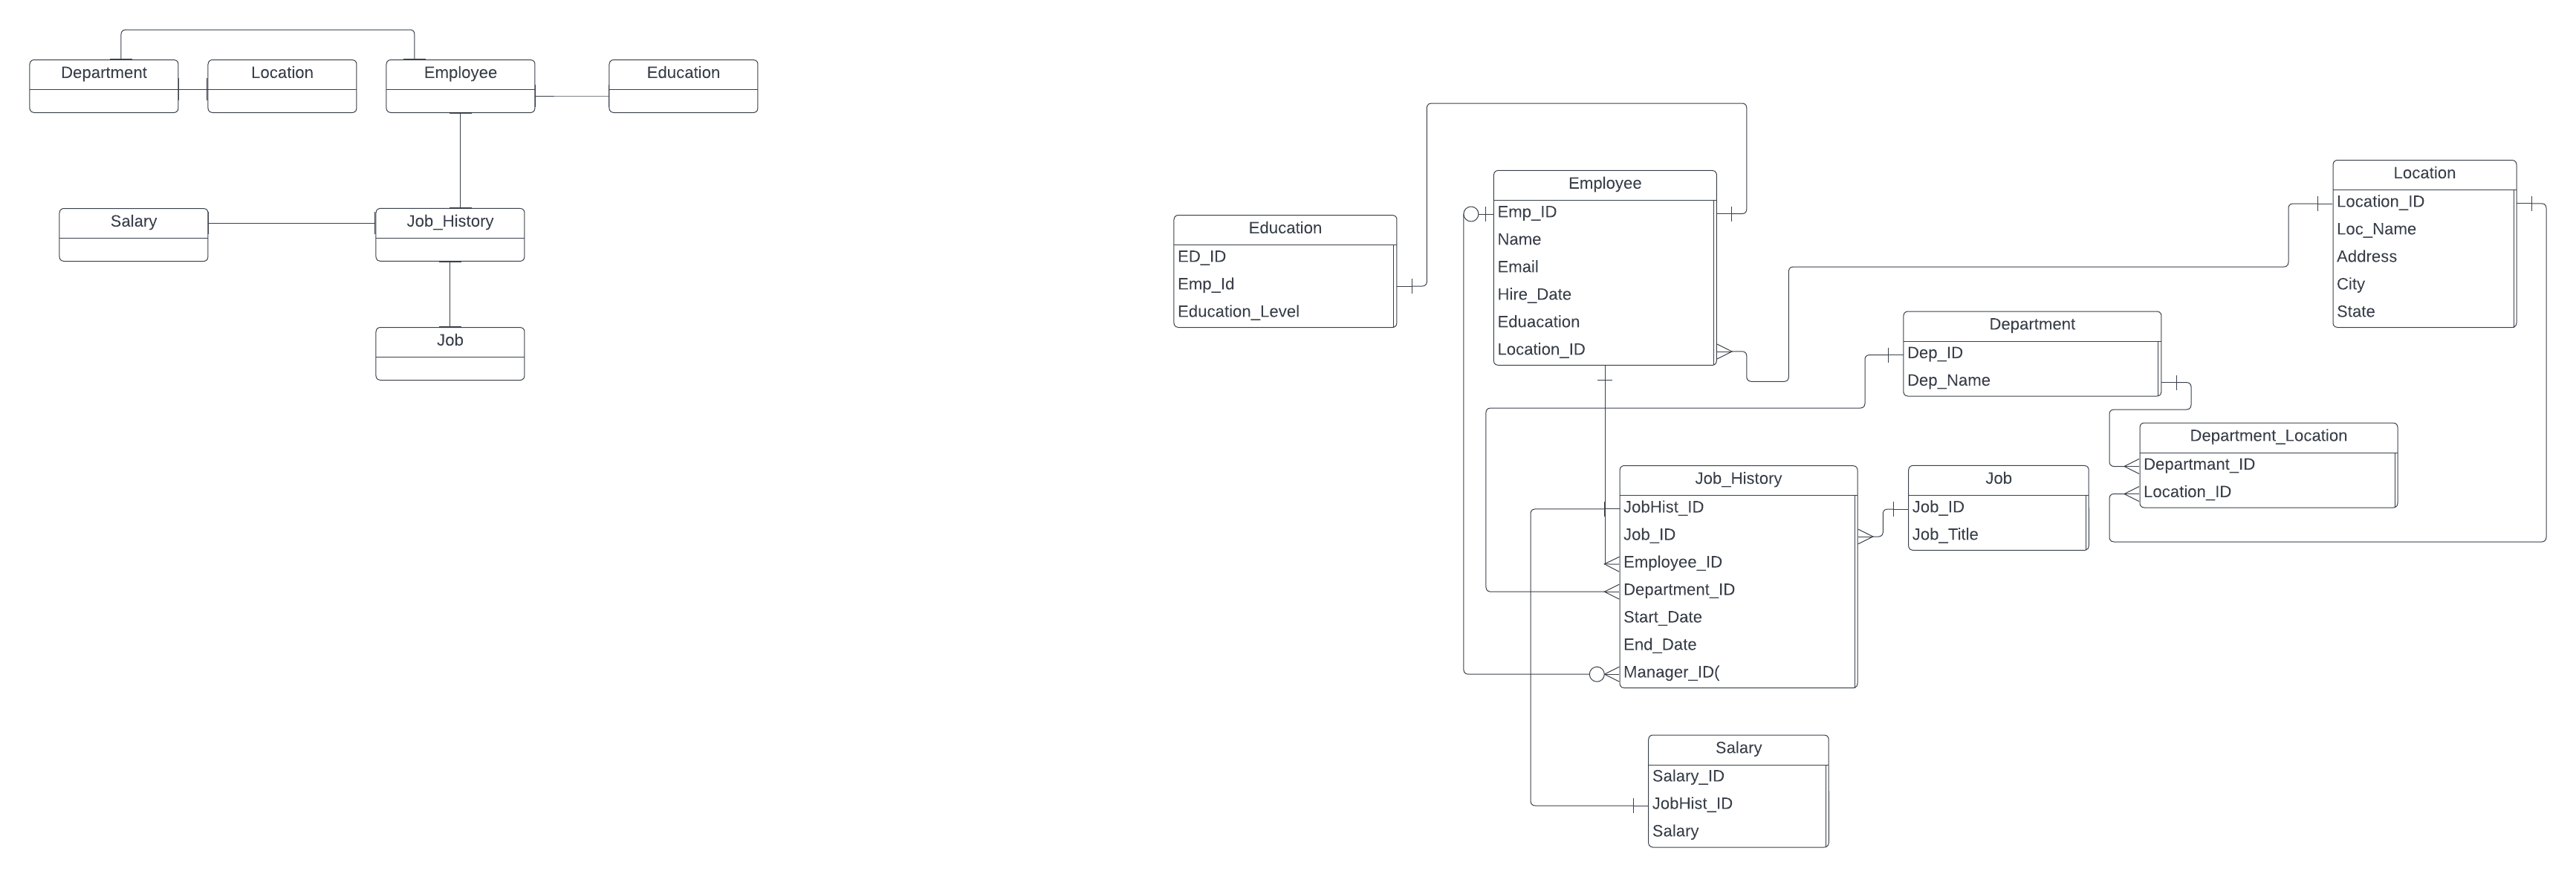 Department
Location
Employee
Education
Salary
Job_History
Job
Education
ED_ID
Emp_Id
Education_Level
Employee
Emp_ID
Name
Email
Hire_Date
Eduacation
Location_ID
Location
Location_ID
Loc_Name
Address
City
State
Department
Dep_ID
Dep_Name
Department_Location
Departmant_ID
Location_ID
Job_History
JobHist_ID
Job_ID
Employee_ID
Department_ID
Start_Date
End_Date
Manager_ID(
Job
Job_ID
Job_Title
Salary
Salary_ID
JobHist_ID
Salary